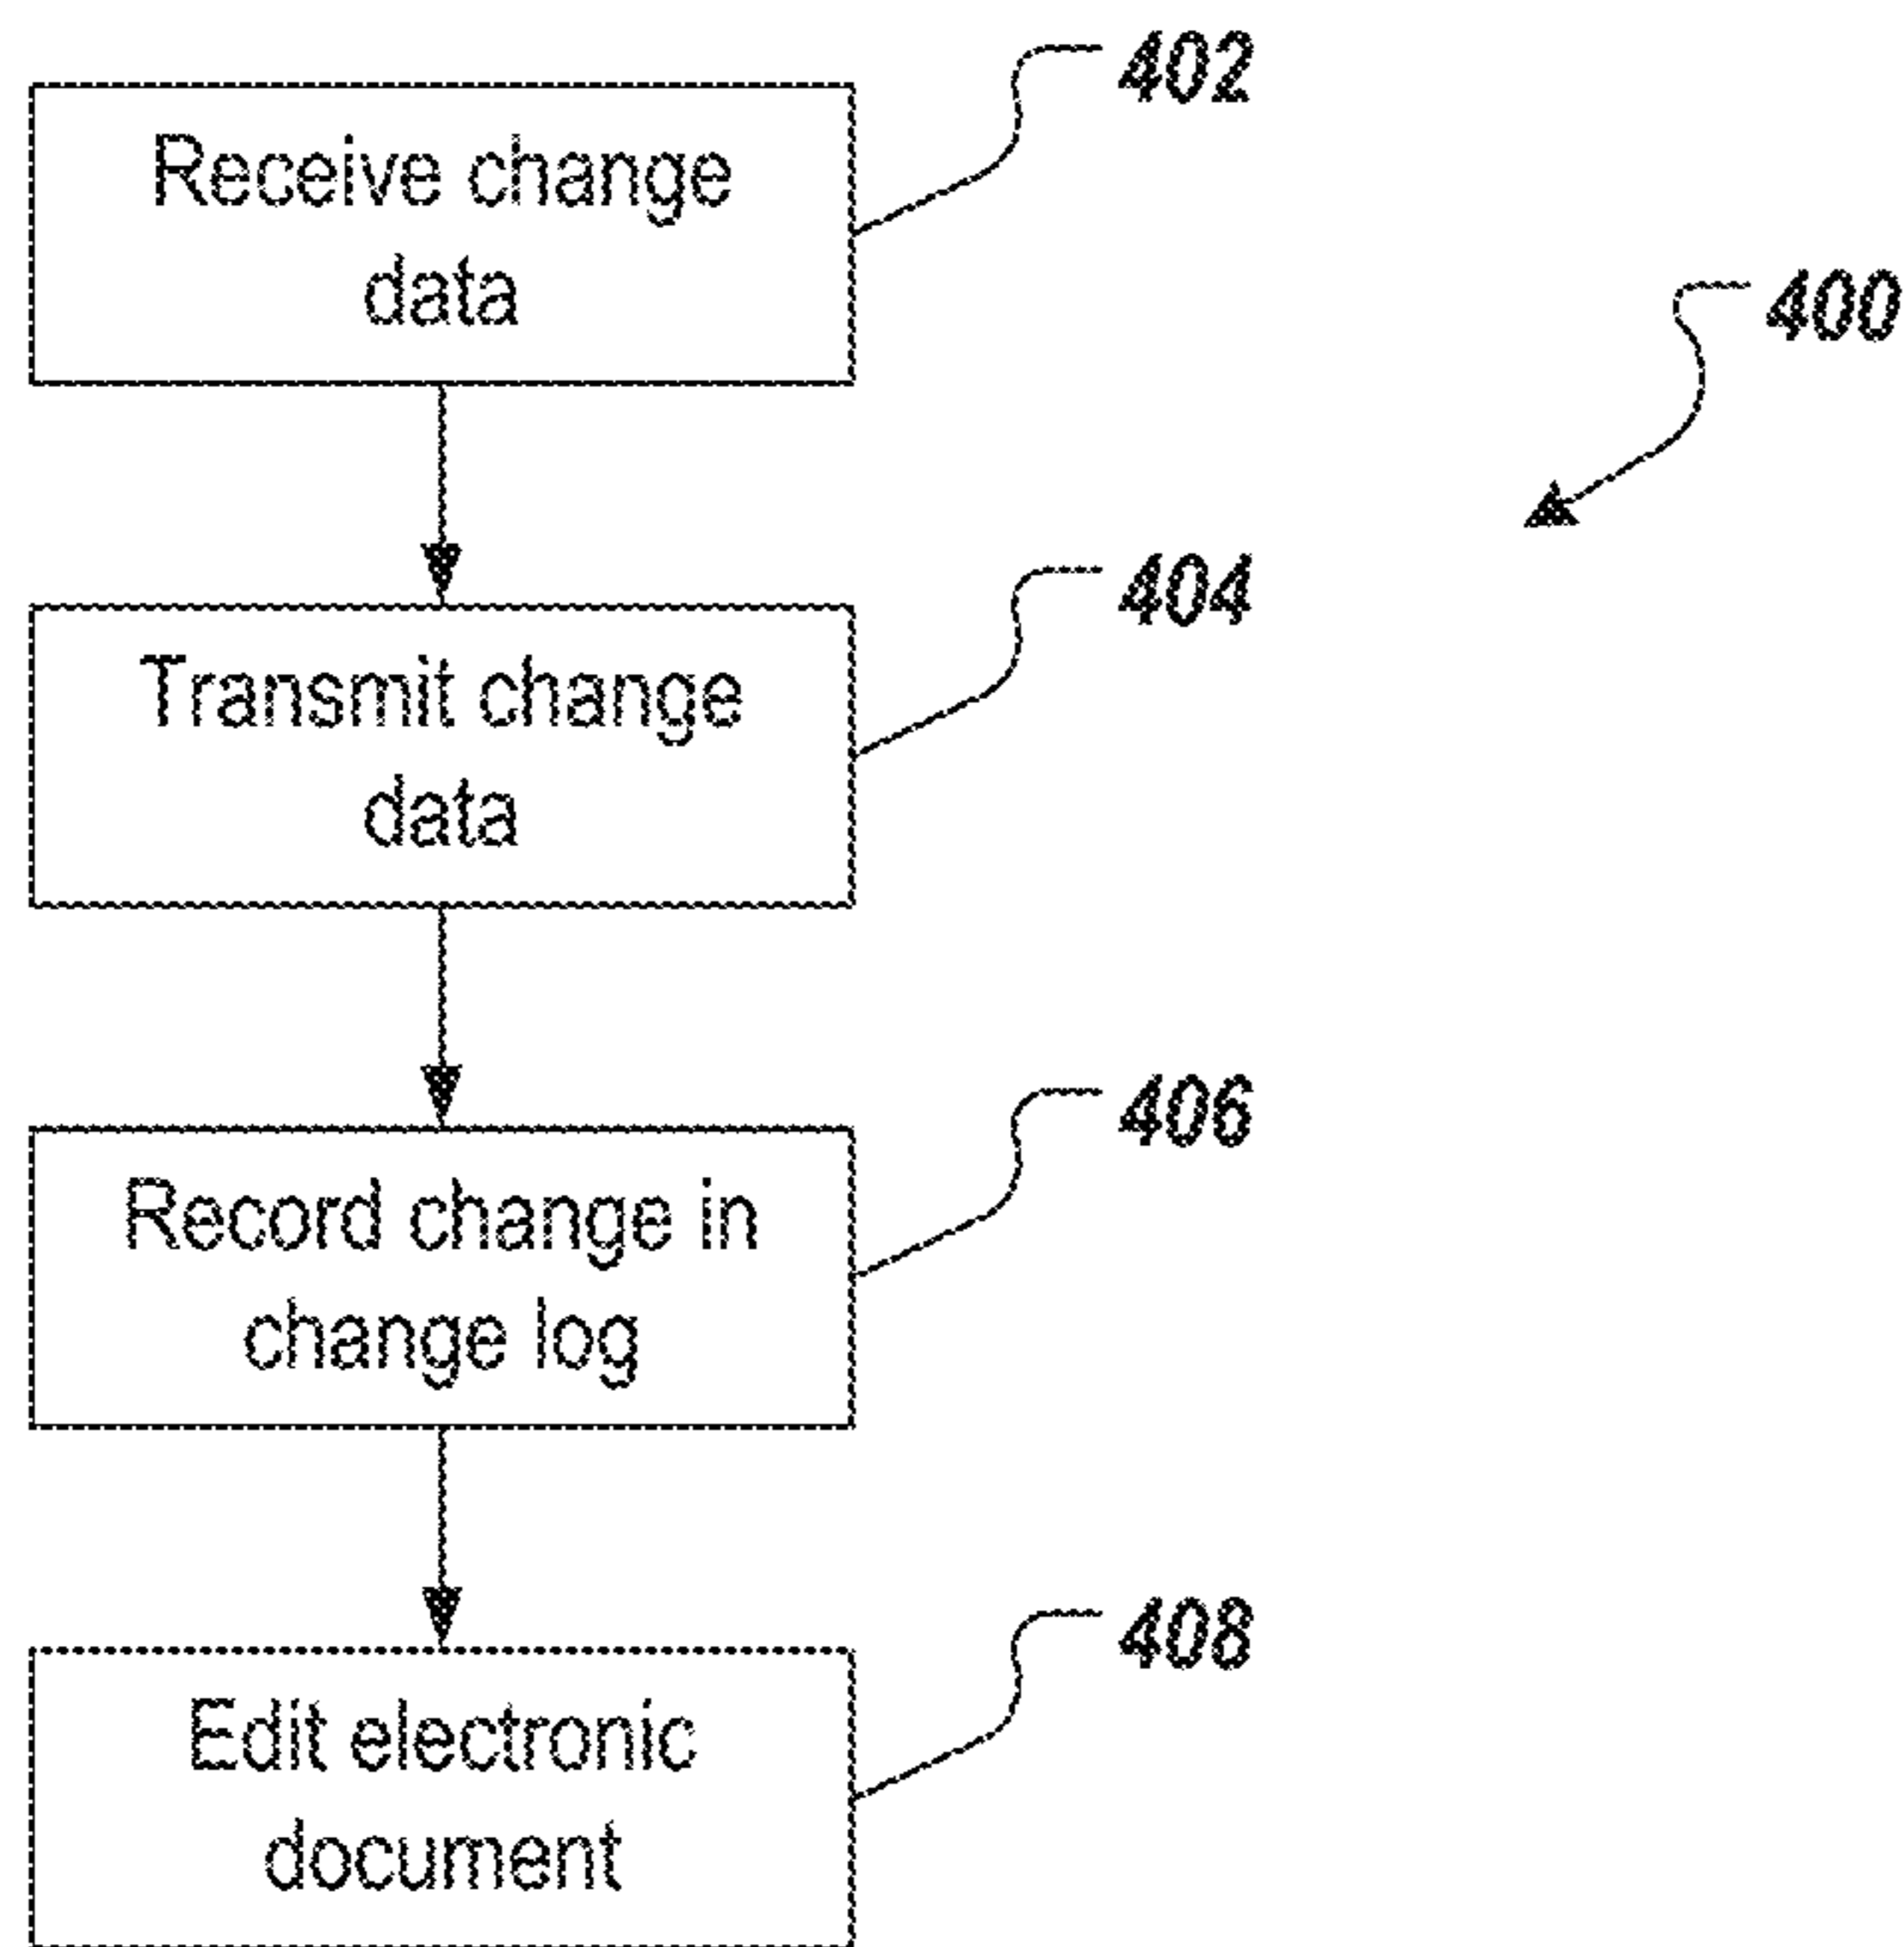 402
Receive change
data
400
404
Transmit change
data
406
Record change in
change log
408
Edit electronic
document